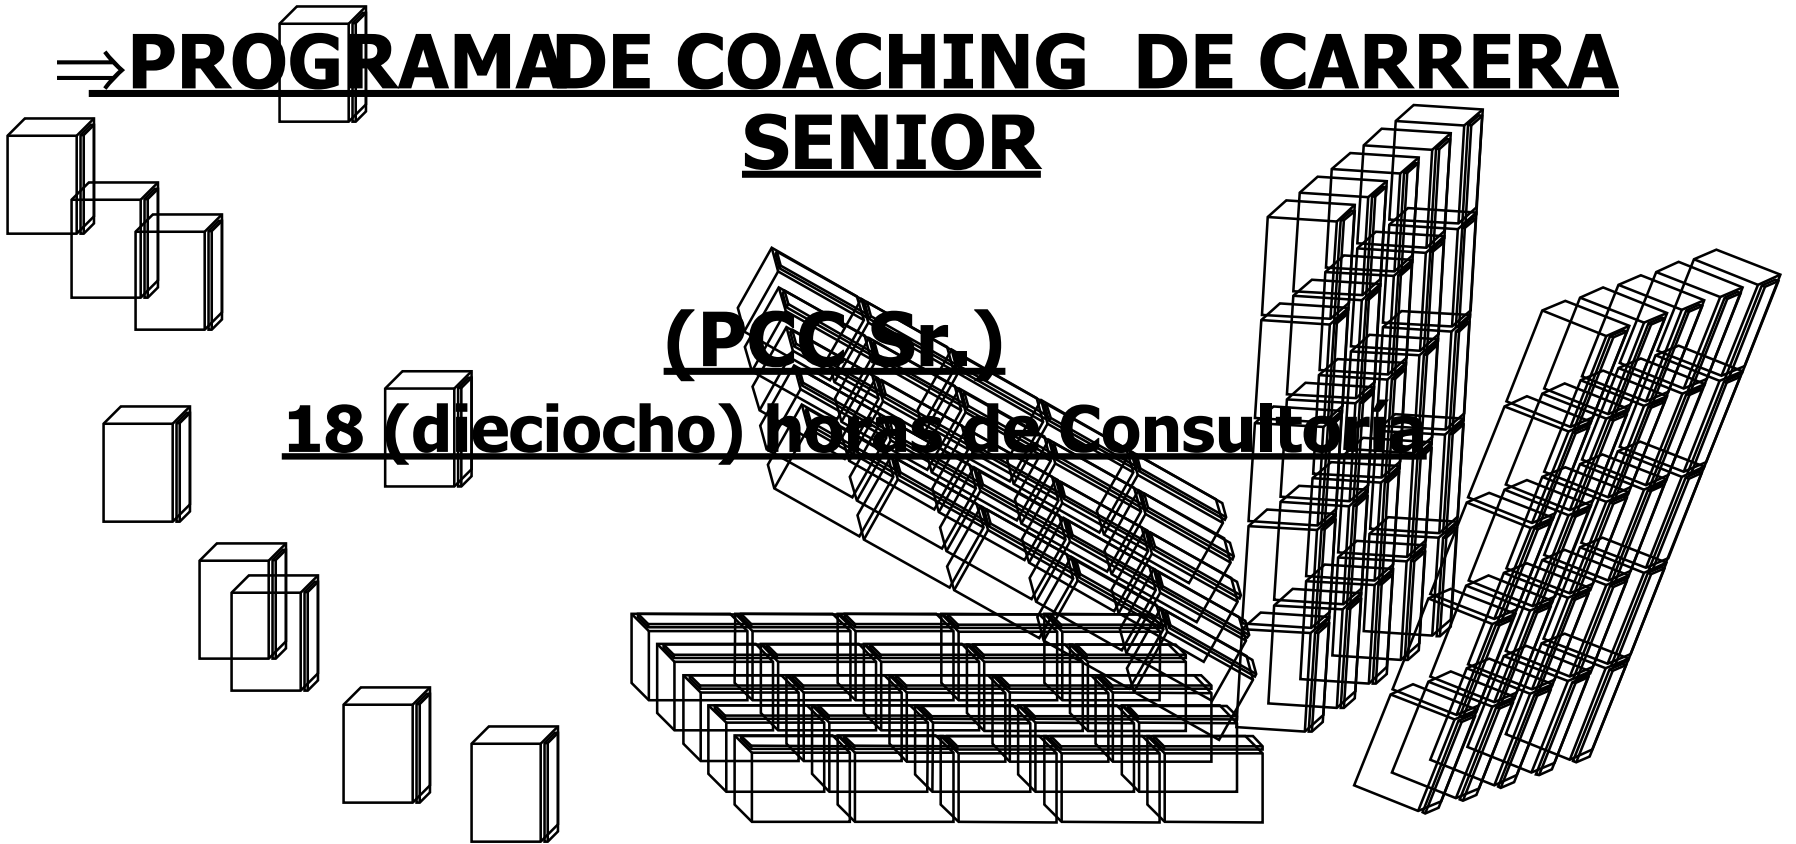 ⇒PROGRAMA DE COACHING DE CARRERA
SENIOR
(PCC Sr.)
18 (dieciocho) horas de Consultoría